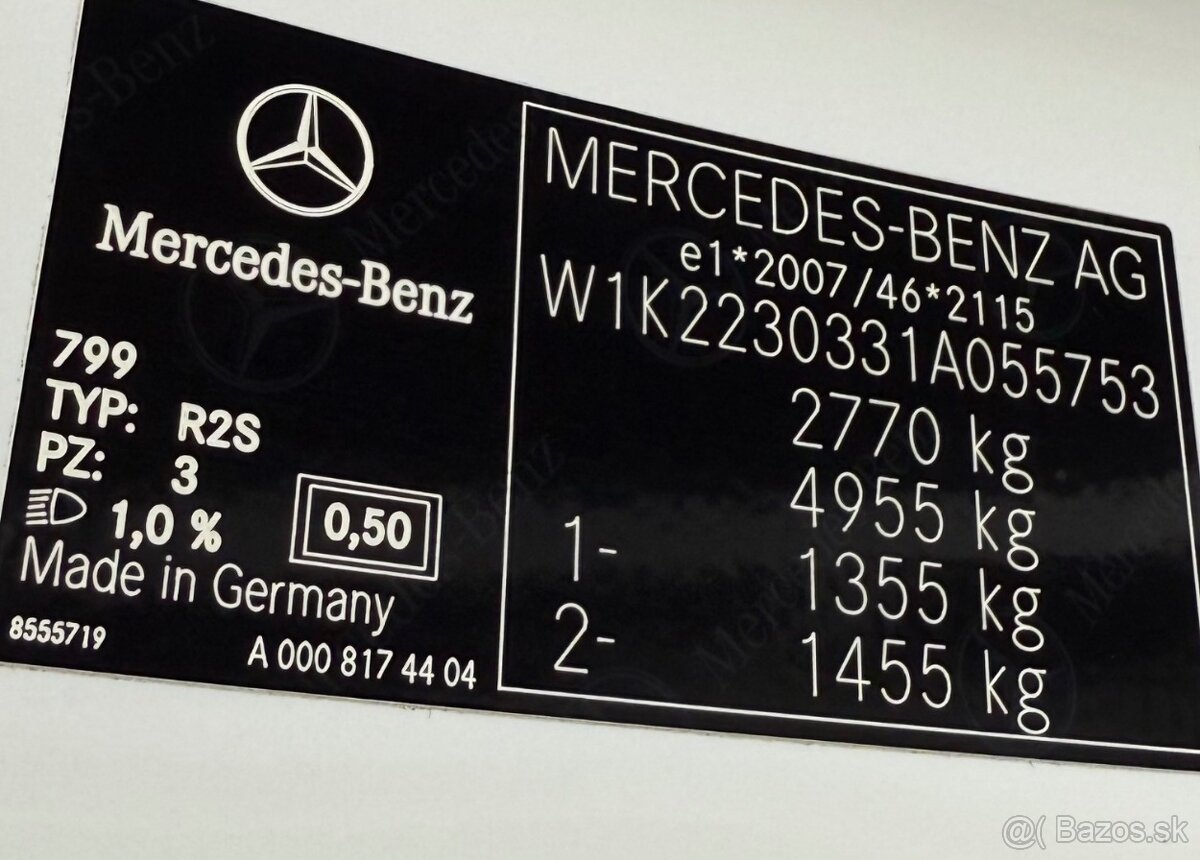 Mercedes-Benz
799
TYP: R2S
PZ: 3
1,0 %
0,50
Made in Germany
8555719
A 000 817 44 04
MERCEDES-BENZ AG
e1*2007/46*2115
W1K2230331A055753
2770 kg
4955 kg
1- 1355 kg
2- 1455 kg
@( Bazos.sk